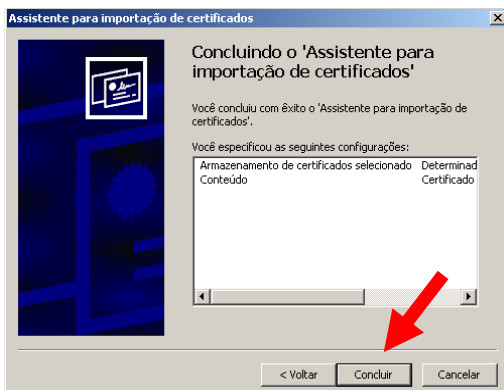 Assistente para importação de certificados
Concluindo o 'Assistente para
importação de certificados'
Você concluiu com êxito o 'Assistente para importação de
certificados'.
Você especificou as seguintes configurações:
Armazenamento de certificados selecionado Determinad
Conteúdo Certificado
< Voltar Concluir Cancelar